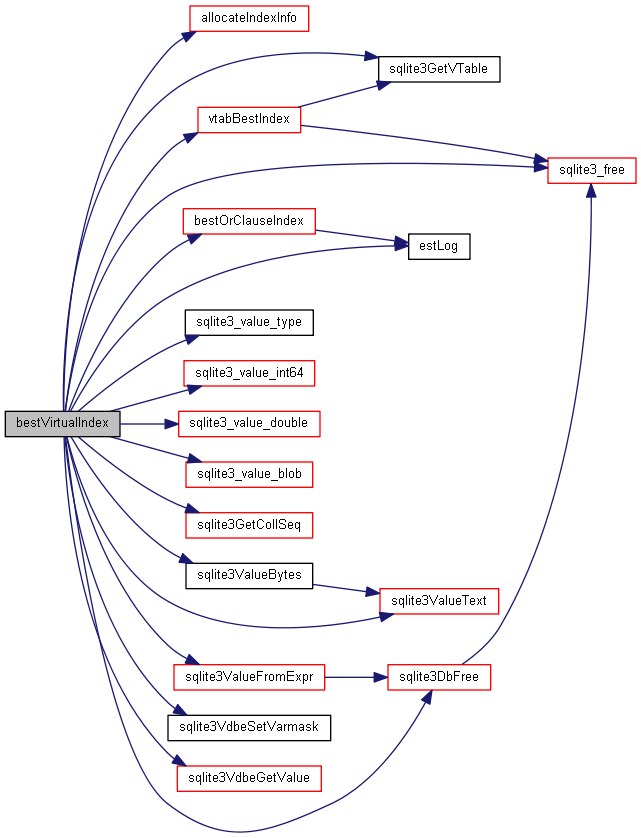 allocateIndexInfo
sqlite3GetVTable
vtabBestIndex
sqlite3_free
bestOrClauseIndex
estLog
sqlite3_value_type
sqlite3_value_int64
bestVirtualIndex
sqlite3_value_double
sqlite3_value_blob
sqlite3GetCollSeq
sqlite3ValueBytes
sqlite3ValueText
sqlite3ValueFromExpr
sqlite3DbFree
sqlite3VdbeSetVarmask
sqlite3VdbeGetValue